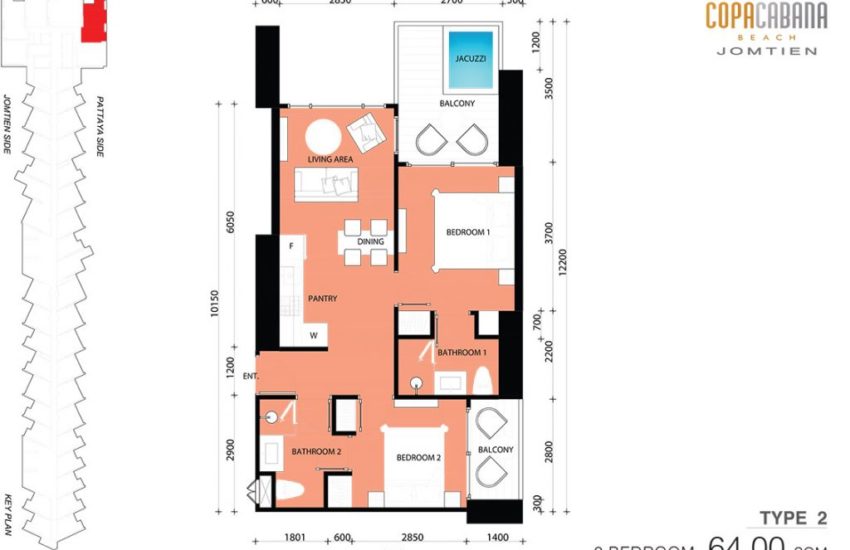 600
2850
2700
300
COPACABANA
BEACH
JOMTIEN
1200
JACUZZI
BALCONY
3500
JOMTIEN SIDE
PATTAYA SIDE
LIVING AREA
6050
DINING
BEDROOM 1
3700
12200
F
PANTRY
10150
W
700
BATHROOM 1
2200
1200
ENT.
2900
BATHROOM 2
BEDROOM 2
BALCONY
2800
300
KEY PLAN
1801
600
2850
1400
TYPE 2
2 BEDROOM 64.00 SQM